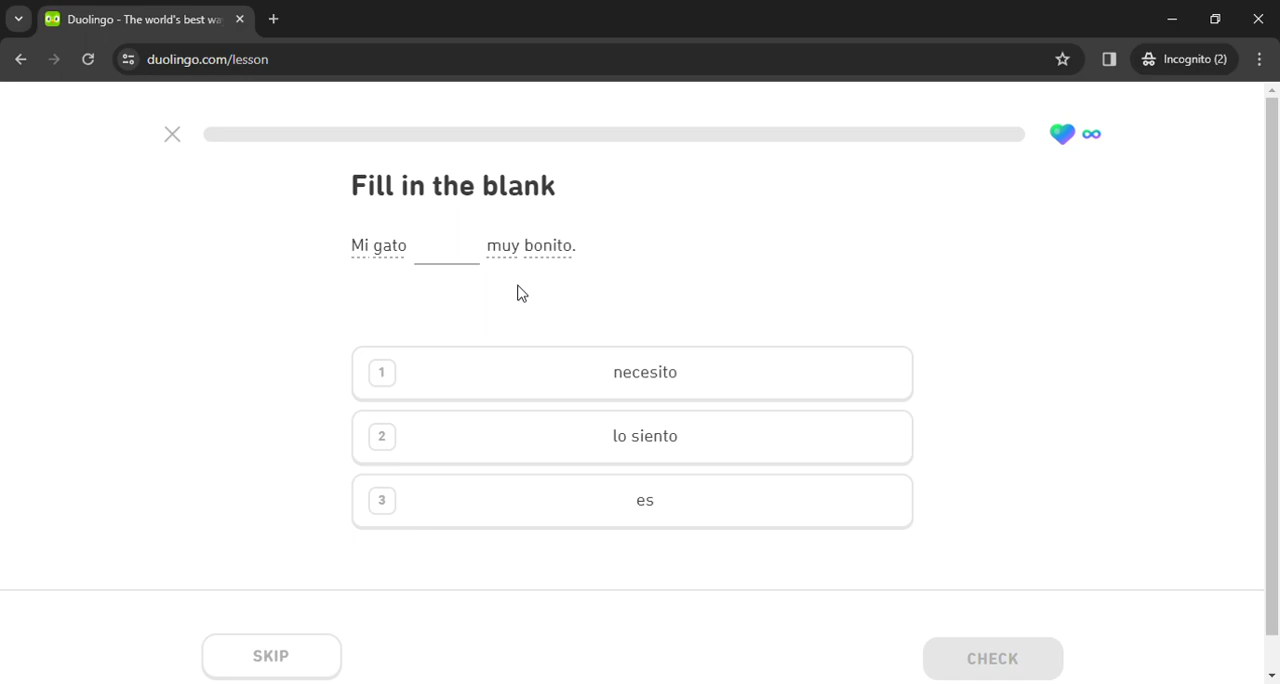 Duolingo - The world's best wa
duolingo.com/lesson
Incognito (2)
Fill in the blank
Mi gato ______ muy bonito.
1 necesito
2 lo siento
3 es
SKIP
CHECK